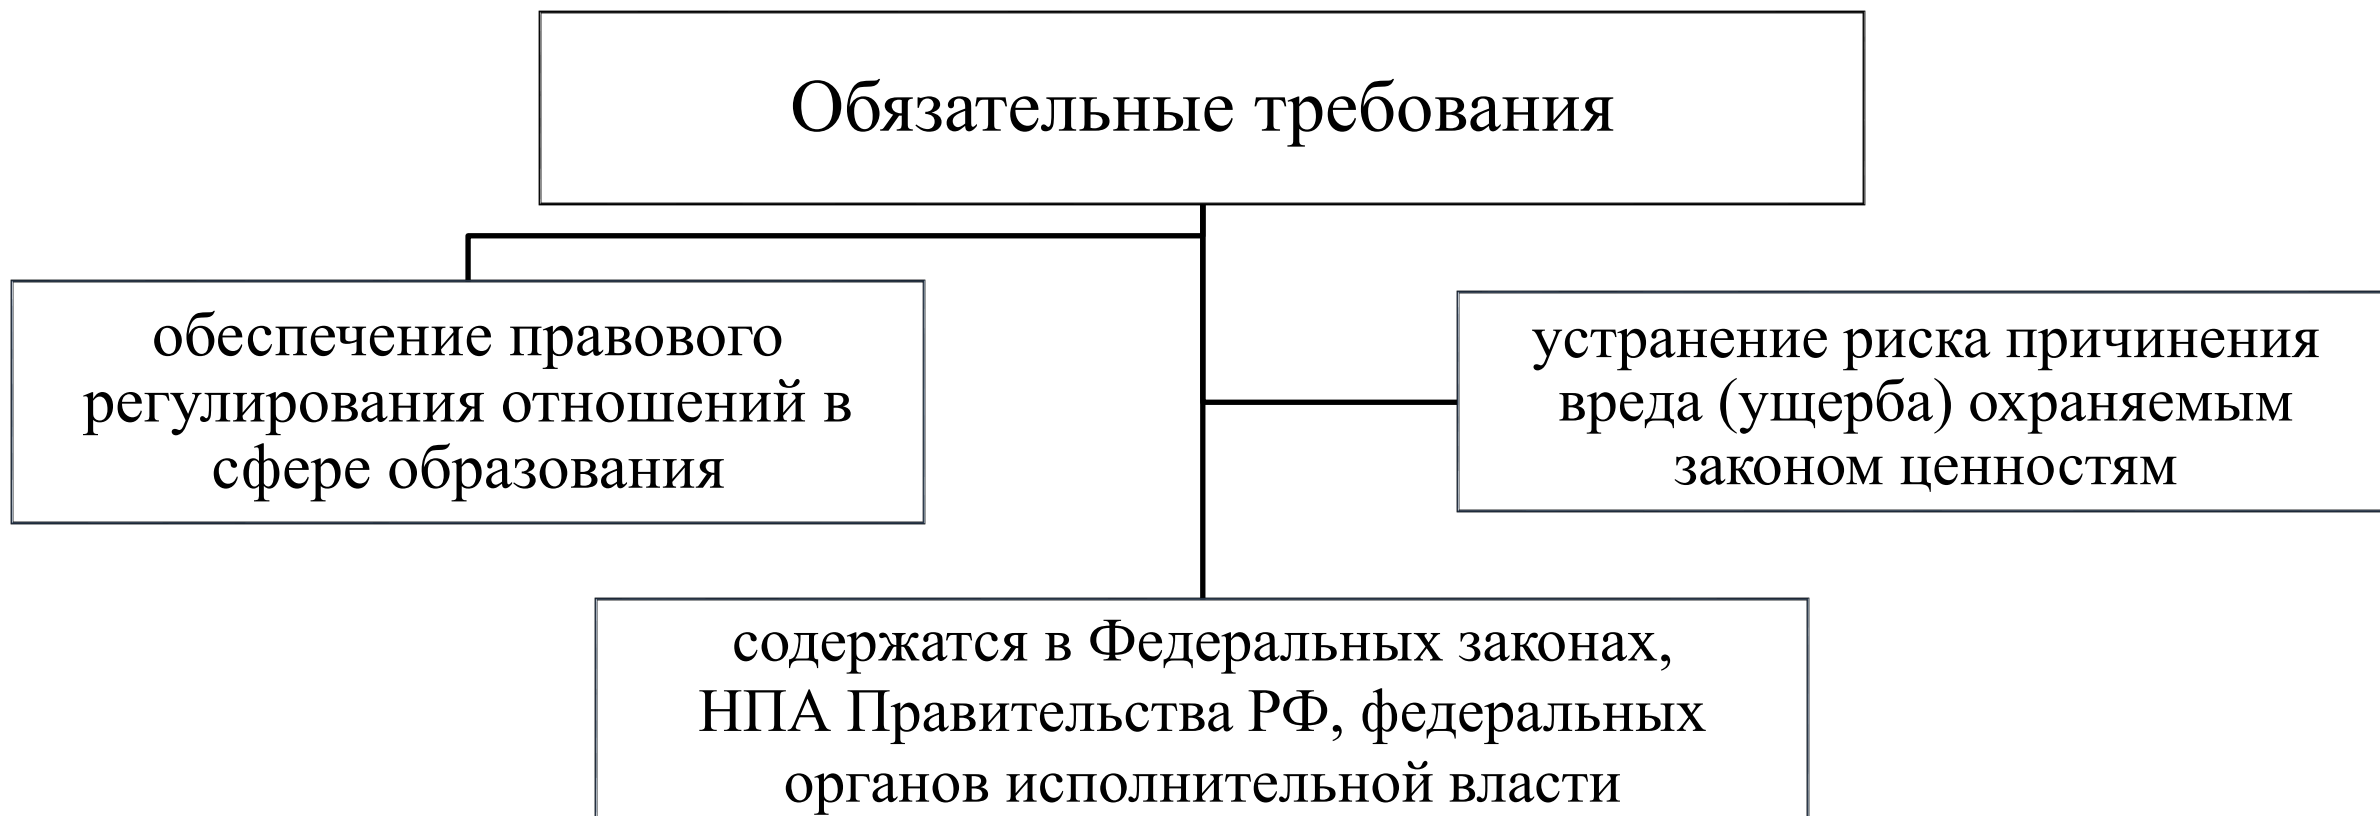 Обязательные требования
обеспечение правового
регулирования отношений в
сфере образования
устранение риска причинения
вреда (ущерба) охраняемым
законом ценностям
содержатся в Федеральных законах,
НПА Правительства РФ, федеральных
органов исполнительной власти